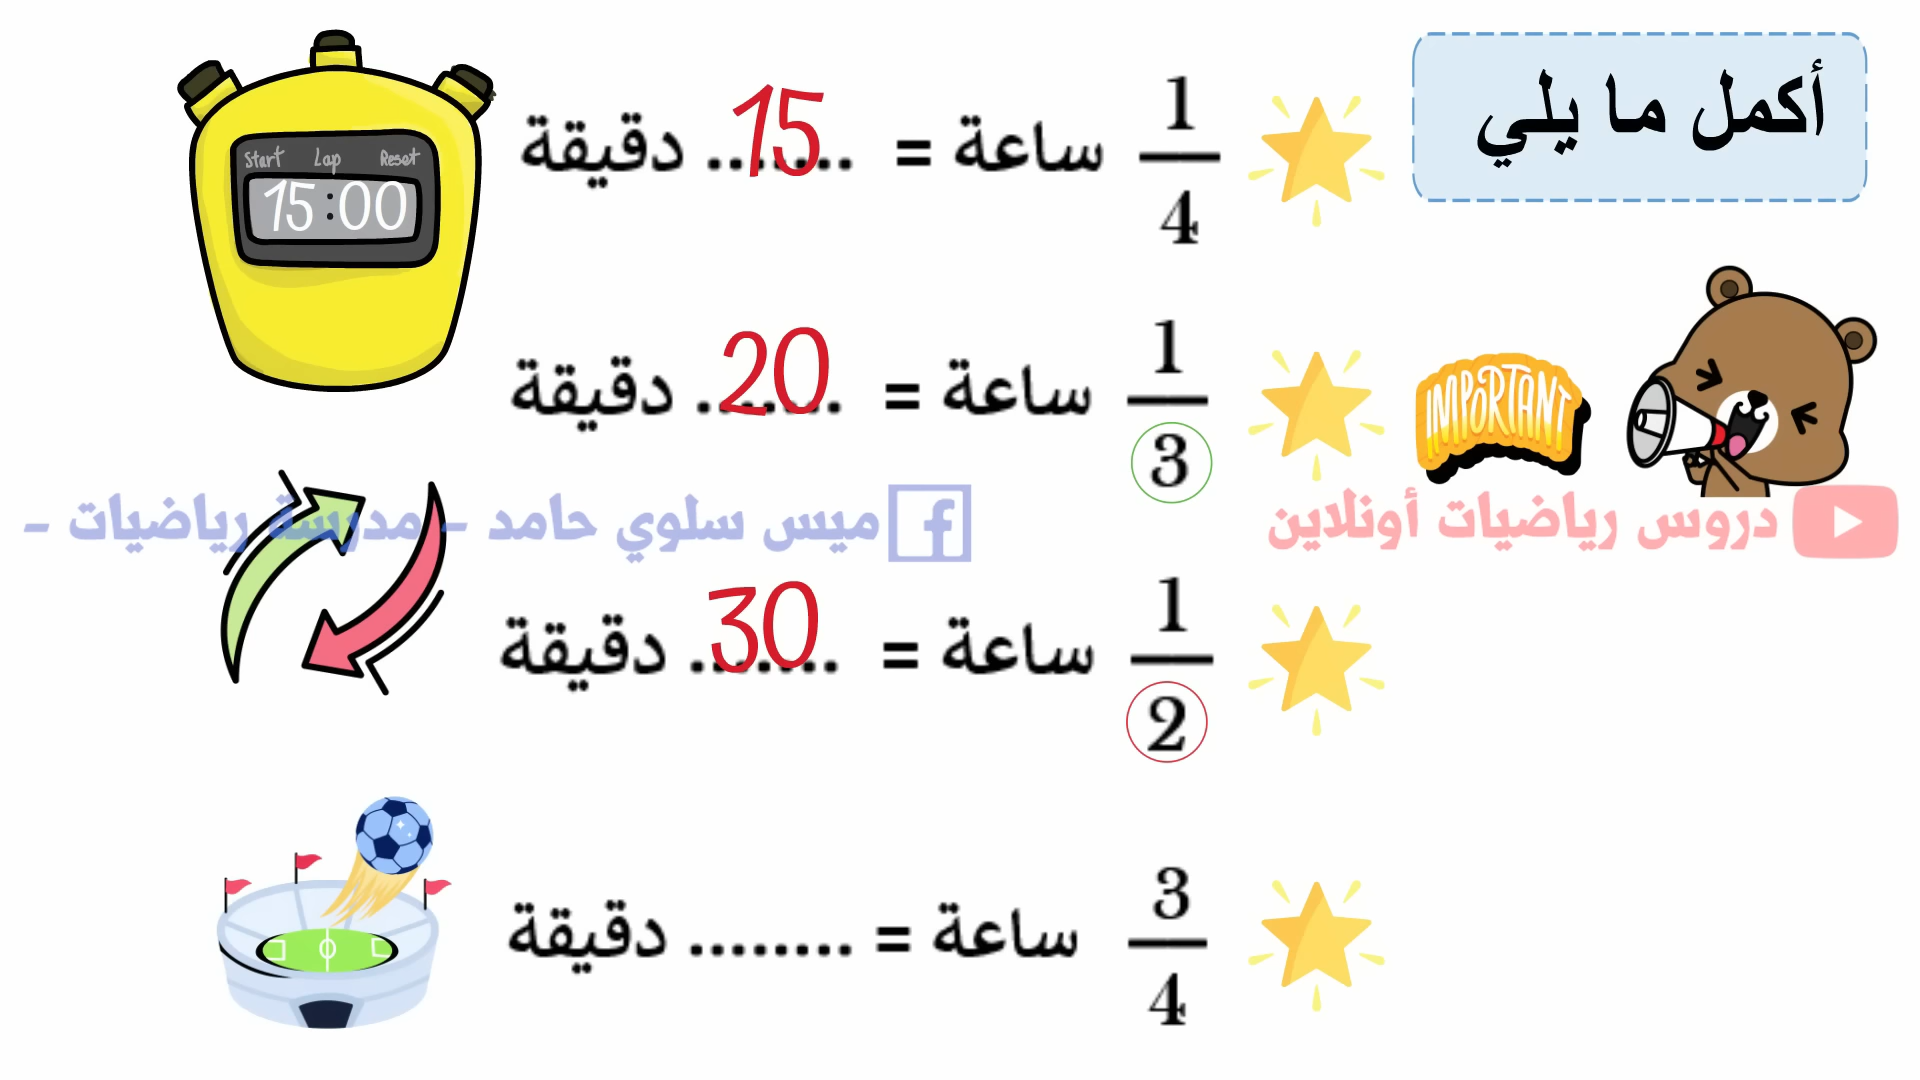 أكمل ما يلي
1/4 ساعة = ....15.... دقيقة
Start Lap Reset
15:00
1/3 ساعة = ....20.... دقيقة
IMPORTANT
دروس رياضيات أونلاين
ميس سلوي حامد - مدرسة رياضيات -
1/2 ساعة = ....30.... دقيقة
3/4 ساعة = ........ دقيقة